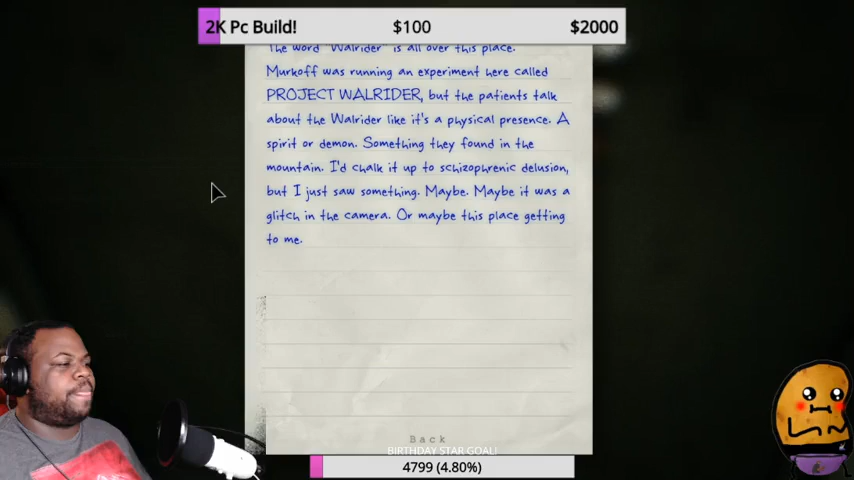 2K Pc Build! $100 $2000
The word "Walrider" is all over this place.
Murkoff was running an experiment here called
PROJECT WALRIDER, but the patients talk
about the Walrider like it's a physical presence. A
spirit or demon. Something they found in the
mountain. I'd chalk it up to schizophrenic delusion,
but I just saw something. Maybe. Maybe it was a
glitch in the camera. Or maybe this place getting
to me.
Back
BIRTHDAY STAR GOAL!
4799 (4.80%)